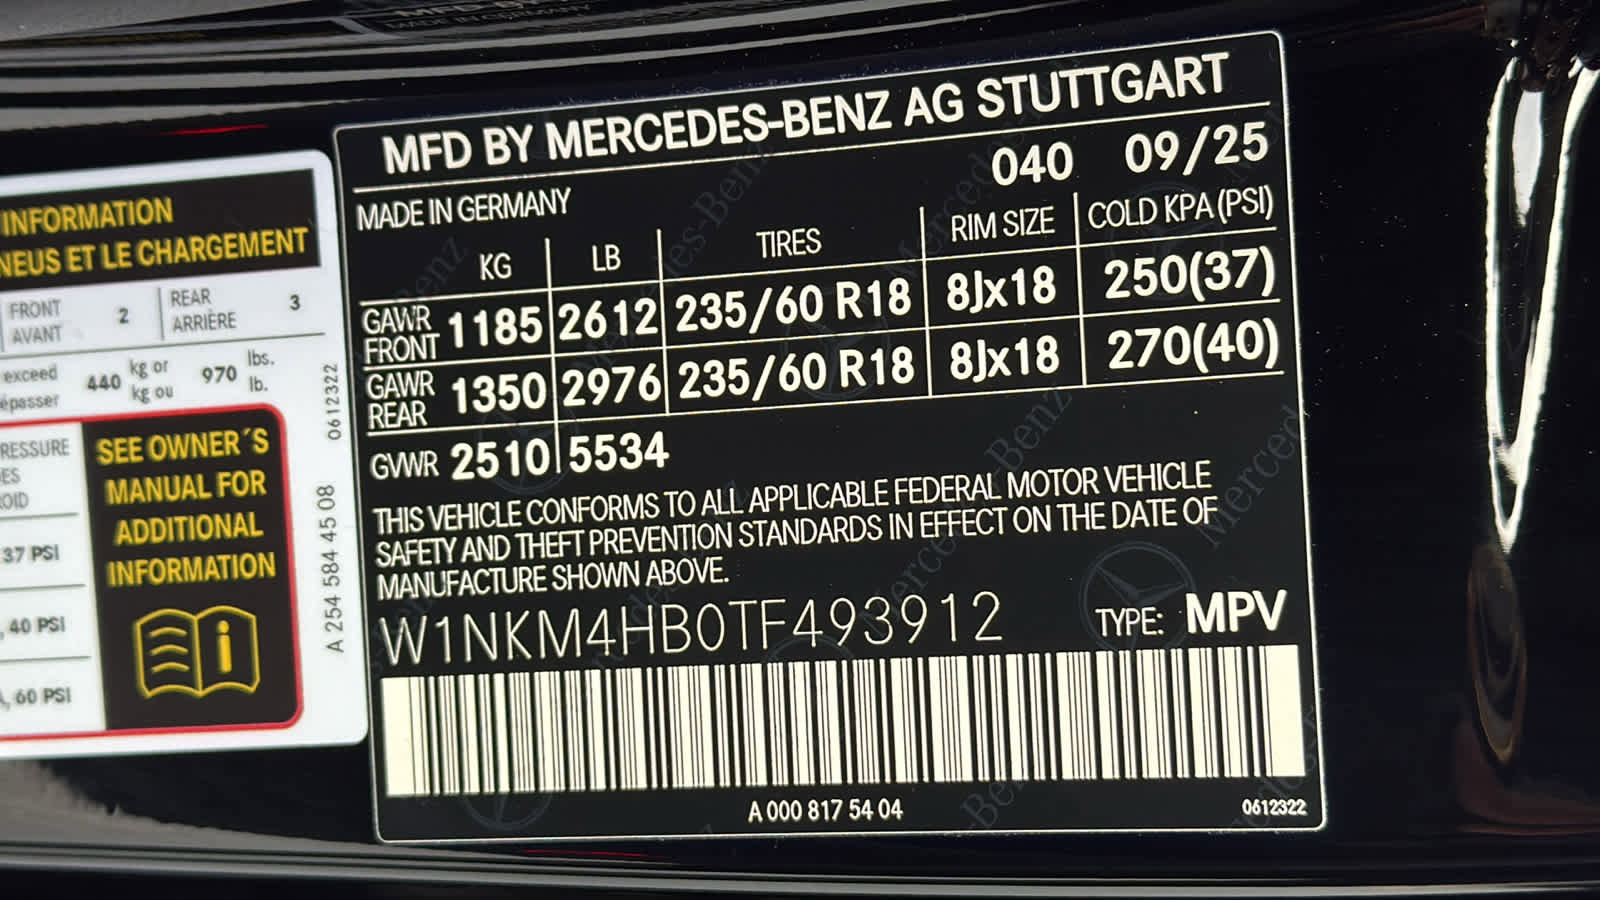 INFORMATION
NEUS ET LE CHARGEMENT
FRONT
AVANT
2
REAR
ARRIÈRE
3
exceed
épasser
440
kg or
kg ou
970
lbs.
lb.
RESSURE
37 PSI
, 40 PSI
, 60 PSI
SEE OWNER´S
MANUAL FOR
ADDITIONAL
INFORMATION
0612322
A 254 584 45 08
MFD BY MERCEDES-BENZ AG STUTTGART
040 09/25
MADE IN GERMANY
KG LB TIRES RIM SIZE COLD KPA (PSI)
GAWR FRONT 1185 2612 235/60 R18 8Jx18 250(37)
GAWR REAR 1350 2976 235/60 R18 8Jx18 270(40)
GVWR 2510 5534
THIS VEHICLE CONFORMS TO ALL APPLICABLE FEDERAL MOTOR VEHICLE
SAFETY AND THEFT PREVENTION STANDARDS IN EFFECT ON THE DATE OF
MANUFACTURE SHOWN ABOVE.
W1NKM4HB0TF493912 TYPE: MPV
A 000 817 54 04
0612322